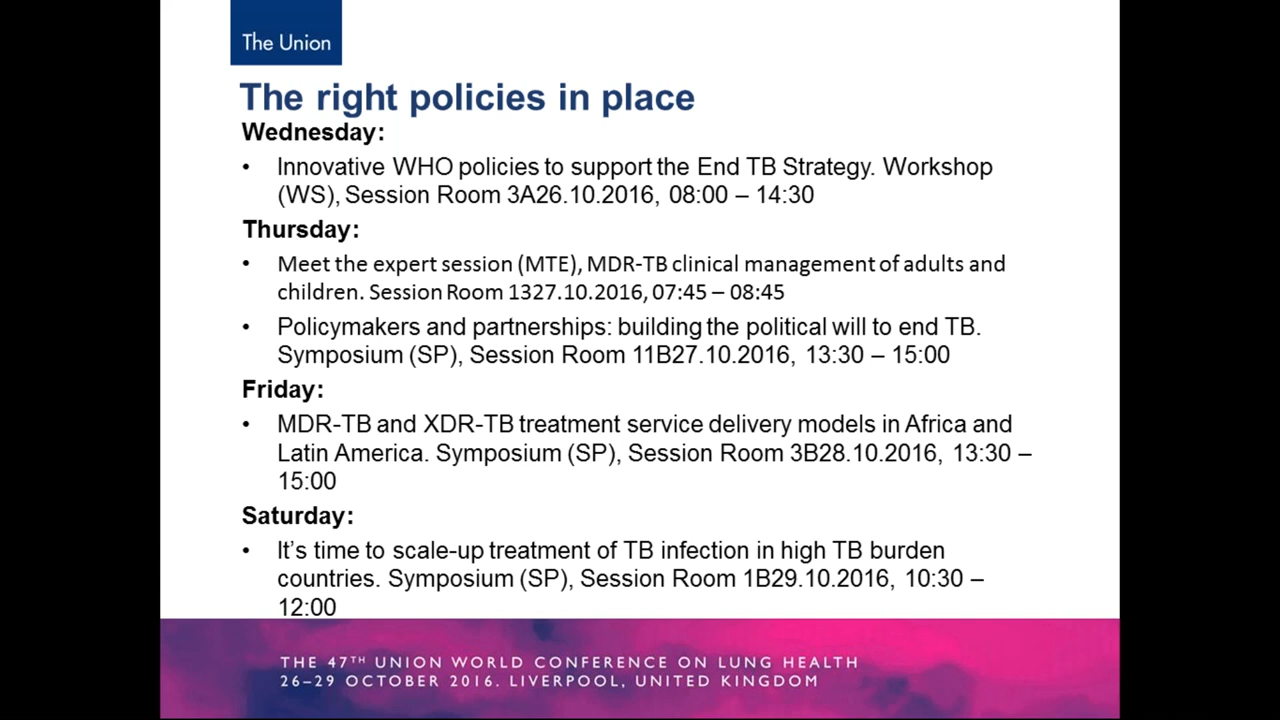 The Union
The right policies in place
Wednesday:
• Innovative WHO policies to support the End TB Strategy. Workshop
(WS), Session Room 3A26.10.2016, 08:00 – 14:30
Thursday:
• Meet the expert session (MTE), MDR-TB clinical management of adults and
children. Session Room 1327.10.2016, 07:45 – 08:45
• Policymakers and partnerships: building the political will to end TB.
Symposium (SP), Session Room 11B27.10.2016, 13:30 – 15:00
Friday:
• MDR-TB and XDR-TB treatment service delivery models in Africa and
Latin America. Symposium (SP), Session Room 3B28.10.2016, 13:30 –
15:00
Saturday:
• It’s time to scale-up treatment of TB infection in high TB burden
countries. Symposium (SP), Session Room 1B29.10.2016, 10:30 –
12:00
THE 47TH UNION WORLD CONFERENCE ON LUNG HEALTH
26–29 OCTOBER 2016. LIVERPOOL, UNITED KINGDOM